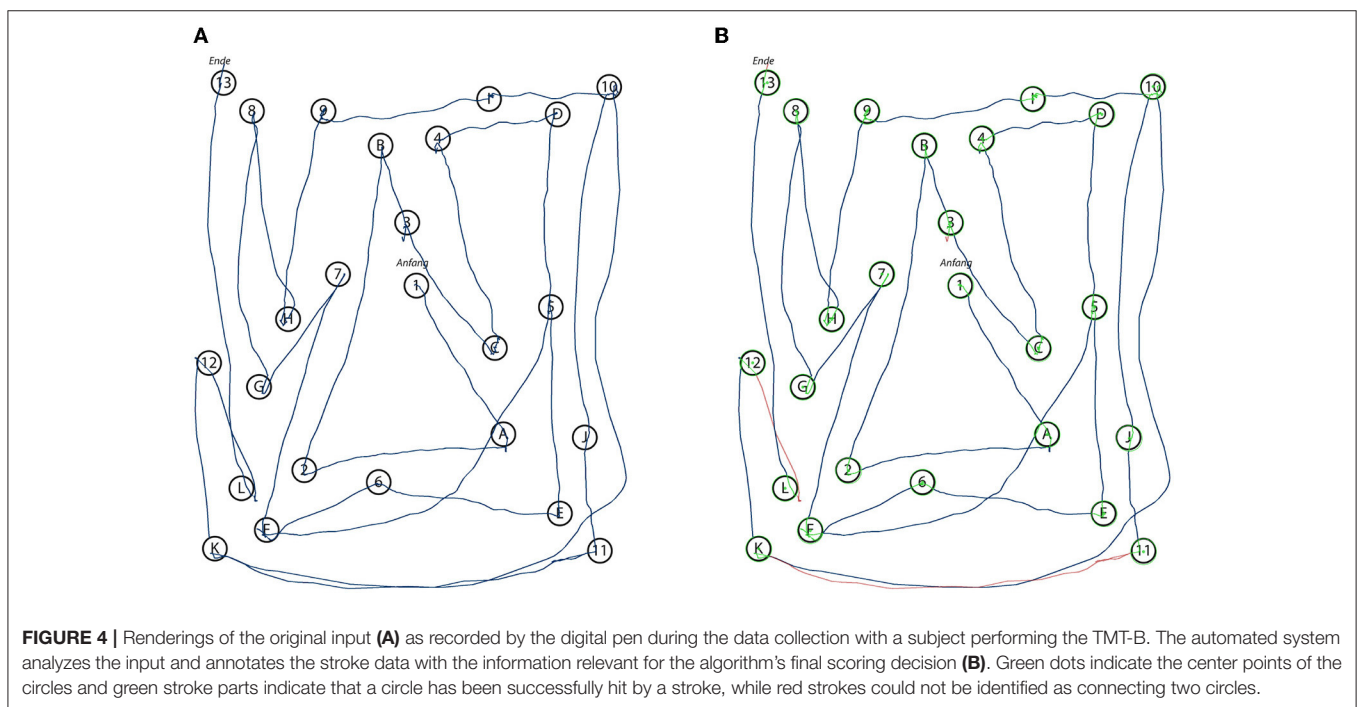 A
Ende
13
10
I
8
9
D
4
B
3
Anfang
7
1
5
H
C
12
G
A
J
2
6
L
E
F
K
11
B
Ende
13
10
I
8
9
D
4
B
3
Anfang
7
1
5
H
C
12
G
A
J
2
6
L
E
F
K
11
FIGURE 4 | Renderings of the original input (A) as recorded by the digital pen during the data collection with a subject performing the TMT-B. The automated system
analyzes the input and annotates the stroke data with the information relevant for the algorithm’s final scoring decision (B). Green dots indicate the center points of the
circles and green stroke parts indicate that a circle has been successfully hit by a stroke, while red strokes could not be identified as connecting two circles.